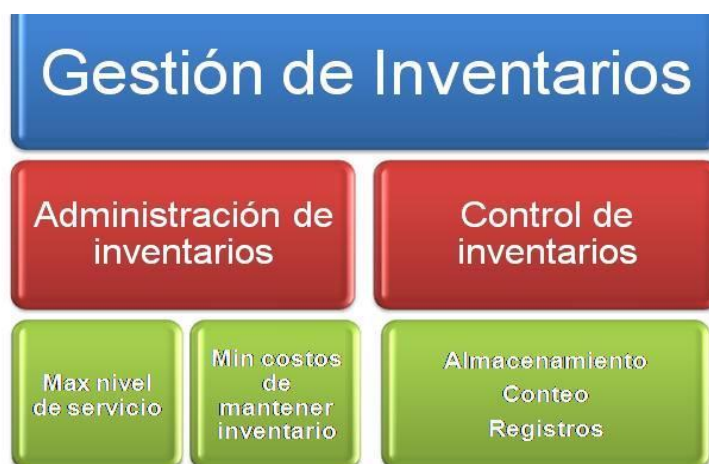 Gestión de Inventarios
Administración de
inventarios
Control de
inventarios
Max nivel
de servicio
Min costos
de
mantener
inventario
Almacenamiento
Conteo
Registros